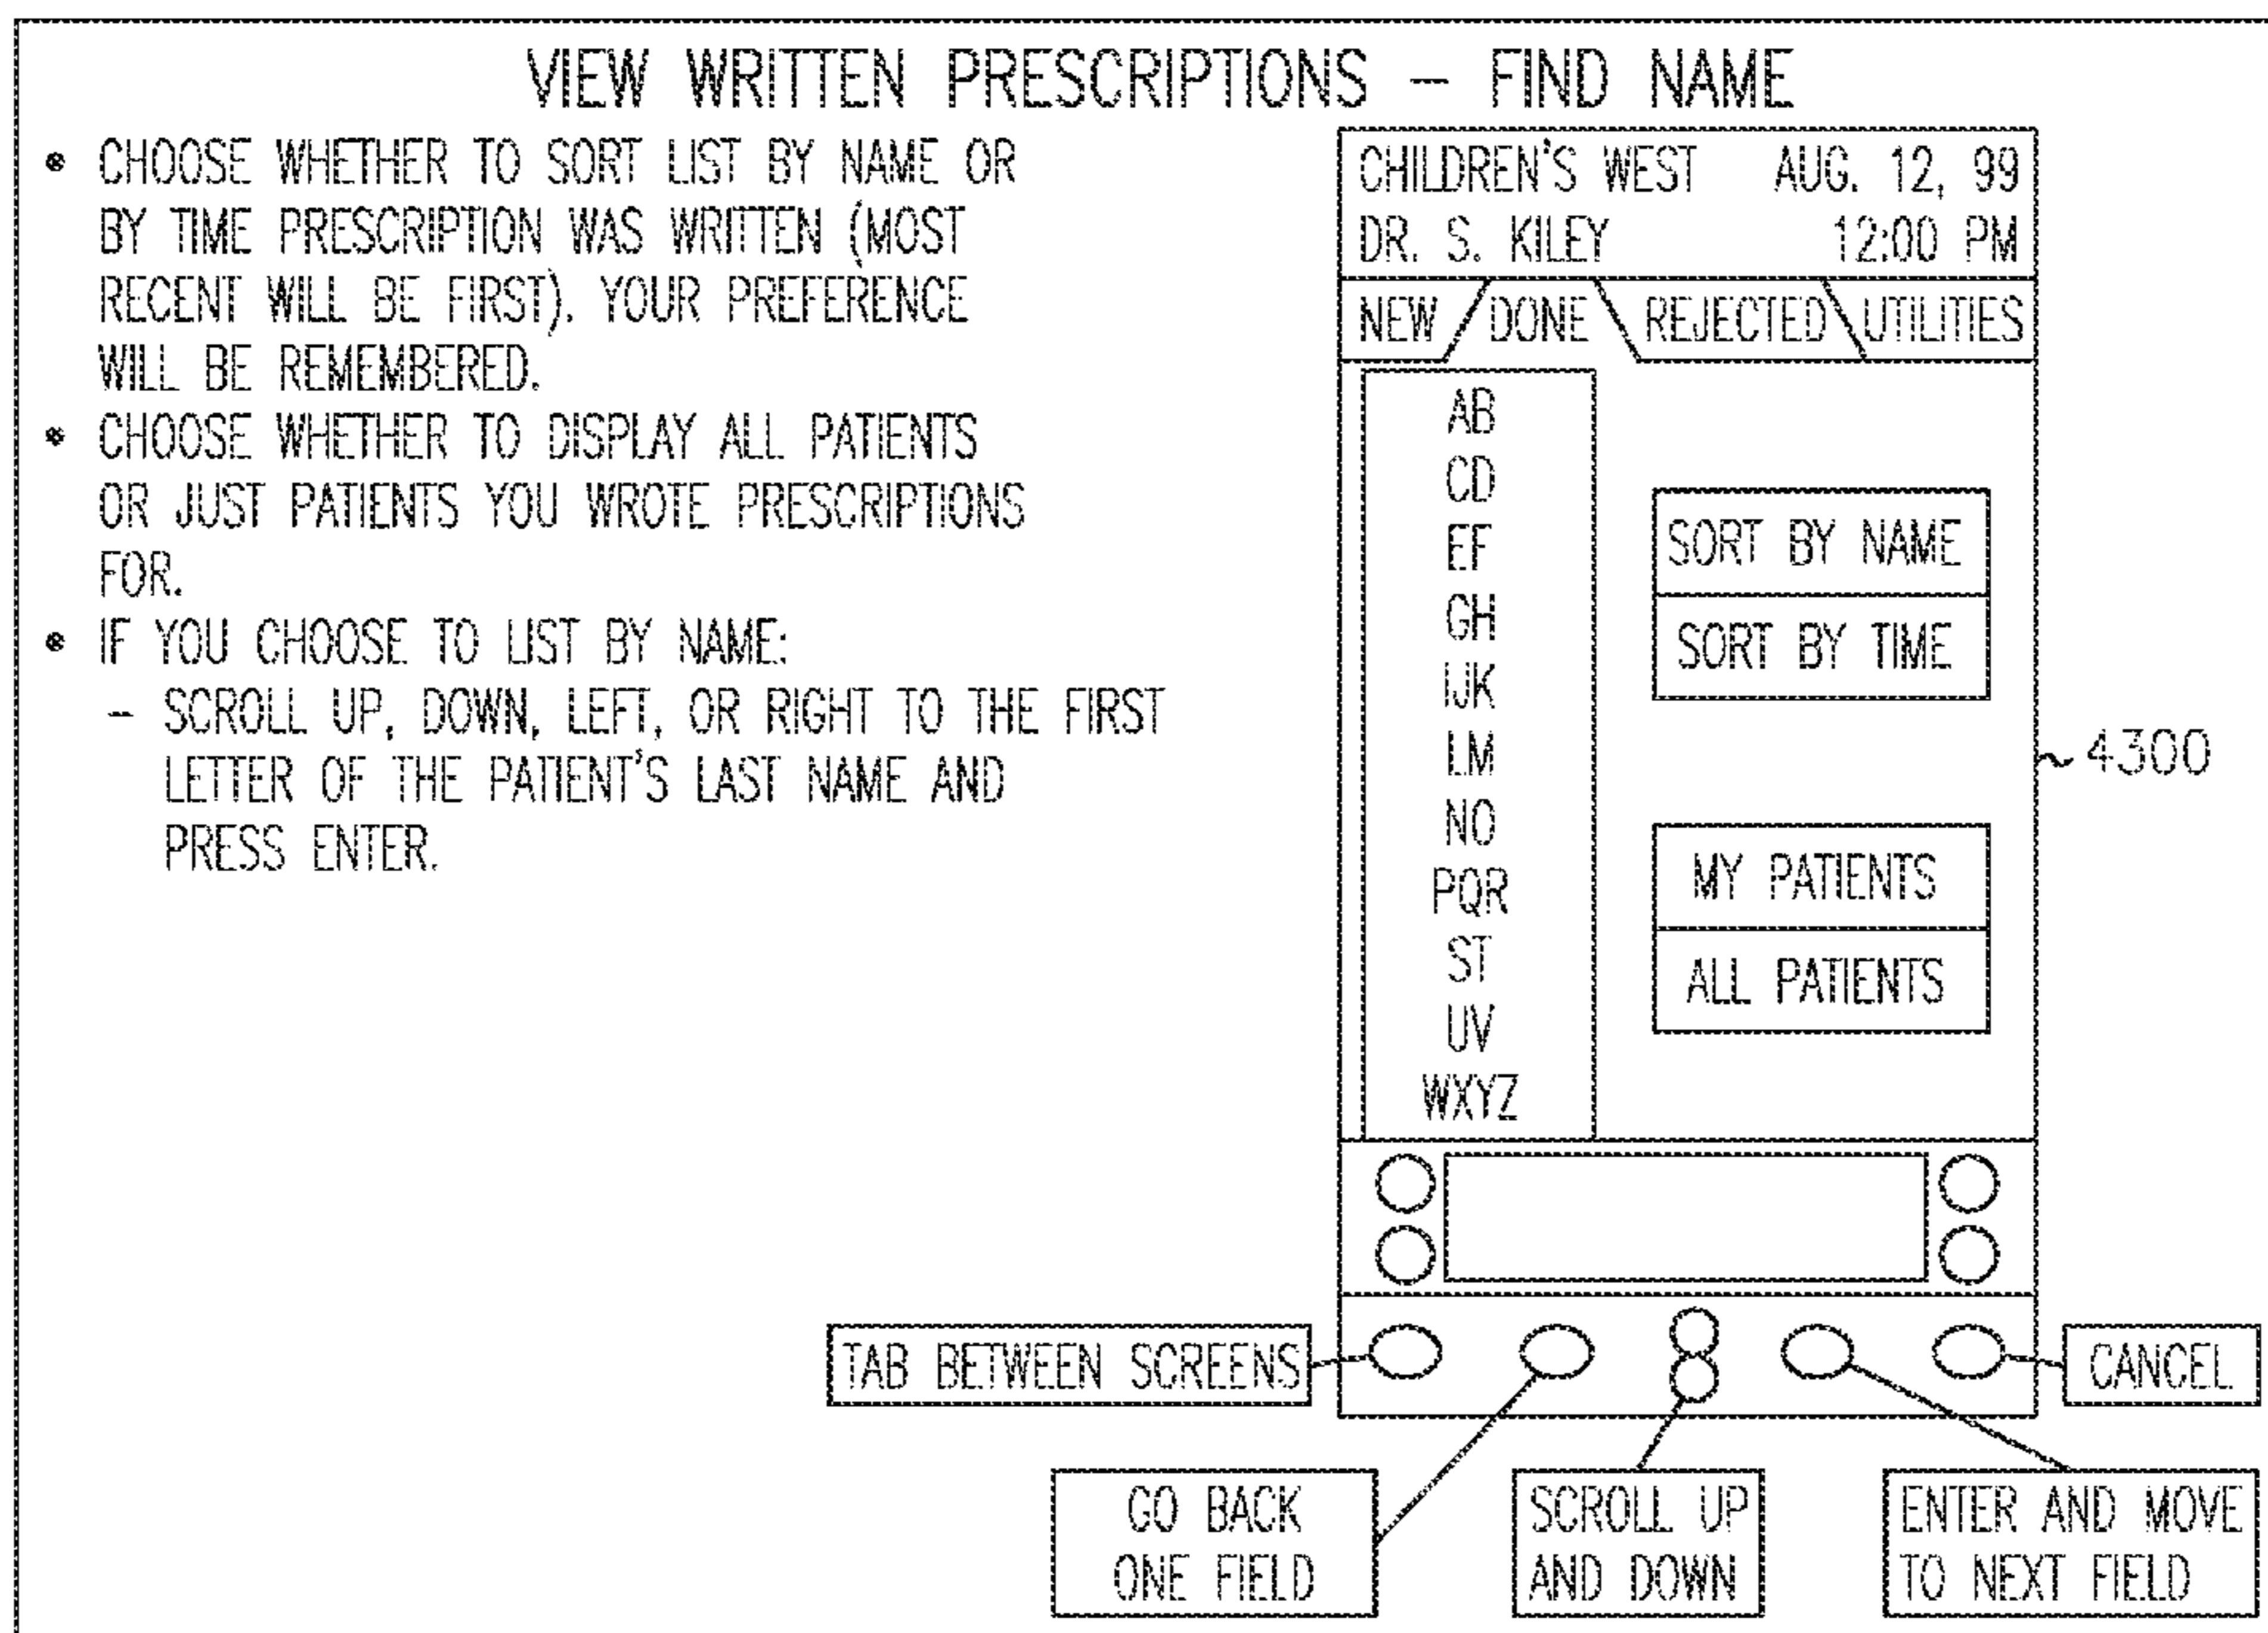 VIEW WRITTEN PRESCRIPTIONS – FIND NAME
• CHOOSE WHETHER TO SORT LIST BY NAME OR
BY TIME PRESCRIPTION WAS WRITTEN (MOST
RECENT WILL BE FIRST). YOUR PREFERENCE
WILL BE REMEMBERED.
• CHOOSE WHETHER TO DISPLAY ALL PATIENTS
OR JUST PATIENTS YOU WROTE PRESCRIPTIONS
FOR.
• IF YOU CHOOSE TO LIST BY NAME:
– SCROLL UP, DOWN, LEFT, OR RIGHT TO THE FIRST
LETTER OF THE PATIENT'S LAST NAME AND
PRESS ENTER.
CHILDREN'S WEST AUG. 12, 99
DR. S. KILEY 12:00 PM
NEW DONE REJECTED UTILITIES
AB
CD
EF
GH
IJK
LM
NO
PQR
ST
UV
WXYZ
SORT BY NAME
SORT BY TIME
MY PATIENTS
ALL PATIENTS
4300
TAB BETWEEN SCREENS
CANCEL
GO BACK
ONE FIELD
SCROLL UP
AND DOWN
ENTER AND MOVE
TO NEXT FIELD